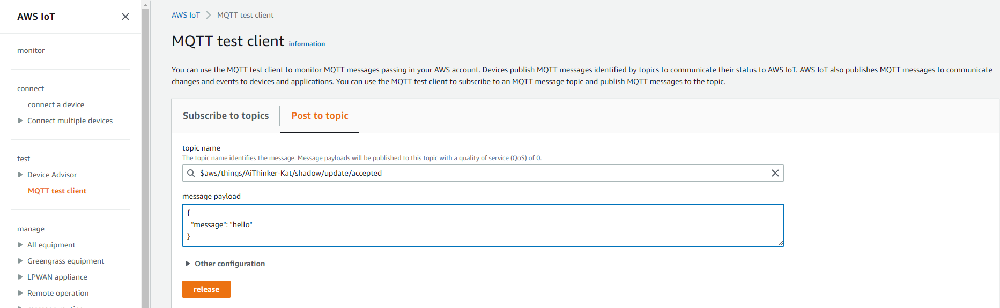 AWS IoT
monitor
connect
connect a device
Connect multiple devices
test
Device Advisor
MQTT test client
manage
All equipment
Greengrass equipment
LPWAN appliance
Remote operation
AWS IoT MQTT test client
MQTT test client information
You can use the MQTT test client to monitor MQTT messages passing in your AWS account. Devices publish MQTT messages identified by topics to communicate their status to AWS IoT. AWS IoT also publishes MQTT messages to communicate
changes and events to devices and applications. You can use the MQTT test client to subscribe to an MQTT message topic and publish MQTT messages to the topic.
Subscribe to topics Post to topic
topic name
The topic name identifies the message. Message payloads will be published to this topic with a quality of service (QoS) of 0.
$aws/things/AiThinker-Kat/shadow/update/accepted
message payload
{
"message": "hello"
}
Other configuration
release